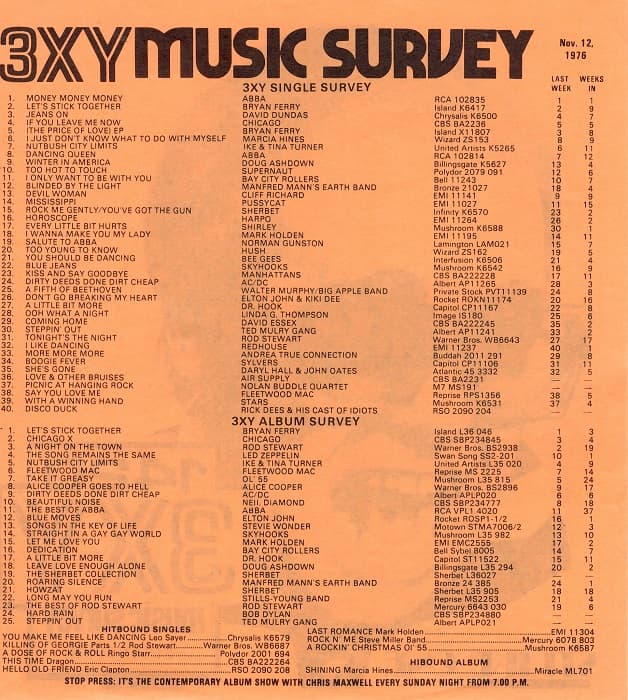 3XY MUSIC SURVEY
Nov. 12,
1976
3XY SINGLE SURVEY
LAST WEEKS
WEEK IN
1. MONEY MONEY MONEY ABBA RCA 102835 1 1
2. LET'S STICK TOGETHER BRYAN FERRY Island K6417 2 9
3. JEANS ON DAVID DUNDAS Chrysalis K6500 4 7
4. IF YOU LEAVE ME NOW CHICAGO CBS BA2236 5 5
5. (THE PRICE OF LOVE) EP BRYAN FERRY Island X11807 3 8
6. I JUST DON'T KNOW WHAT TO DO WITH MYSELF MARCIA HINES Wizard ZS153 8 9
7. NUTBUSH CITY LIMITS IKE & TINA TURNER United Artists K5265 6 11
8. DANCING QUEEN ABBA RCA 102814 7 12
9. WINTER IN AMERICA DOUG ASHDOWN Billingsgate K5627 13 4
10. TOO HOT TO TOUCH SUPERNAUT Polydor 2079 091 12 6
11. I ONLY WANT TO BE WITH YOU BAY CITY ROLLERS Bell 11243 10 7
12. BLINDED BY THE LIGHT MANFRED MANN'S EARTH BAND Bronze 21027 18 4
13. DEVIL WOMAN CLIFF RICHARD EMI 11141 9 9
14. MISSISSIPPI PUSSYCAT EMI 11027 11 15
15. ROCK ME GENTLY/YOU'VE GOT THE GUN SHERBET Infinity K6570 23 2
16. HOROSCOPE HARPO EMI 11264 26 2
17. EVERY LITTLE BIT HURTS SHIRLEY Mushroom K6588 30 1
18. I WANNA MAKE YOU MY LADY MARK HOLDEN EMI 11195 14 11
19. SALUTE TO ABBA NORMAN GUNSTON Lamington LAM021 15 7
20. TOO YOUNG TO KNOW HUSH Wizard ZS162 19 5
21. YOU SHOULD BE DANCING BEE GEES Interfusion K6506 21 4
22. BLUE JEANS SKYHOOKS Mushroom K6542 16 9
23. KISS AND SAY GOODBYE MANHATTANS CBS BA222228 17 11
24. DIRTY DEEDS DONE DIRT CHEAP AC/DC Albert AP11265 28 3
25. A FIFTH OF BEETHOVEN WALTER MURPHY/BIG APPLE BAND Private Stock PVT11139 24 8
26. DON'T GO BREAKING MY HEART ELTON JOHN & KIKI DEE Rocket ROKN11174 20 16
27. A LITTLE BIT MORE DR. HOOK Capitol CP11167 22 8
28. OOH WHAT A NIGHT LINDA G. THOMPSON Image IS180 25 6
29. COMING HOME DAVID ESSEX CBS BA222245 35 2
30. STEPPIN' OUT TED MULRY GANG Albert AP11241 33 2
31. TONIGHT'S THE NIGHT ROD STEWART Warner Bros. WB6643 27 17
32. I LIKE DANCING REDHOUSE EMI 11237 40 1
33. MORE MORE MORE ANDREA TRUE CONNECTION Buddah 2011 291 29 8
34. BOOGIE FEVER SYLVERS Capitol CP11106 31 11
35. SHE'S GONE DARYL HALL & JOHN OATES Atlantic 45 3332 32 5
36. LOVE & OTHER BRUISES AIR SUPPLY CBS BA2231 — —
37. PICNIC AT HANGING ROCK NOLAN BUDDLE QUARTET M7 MS191 — —
38. SAY YOU LOVE ME FLEETWOOD MAC Reprise RPS1356 38 5
39. WITH A WINNING HAND STARS Mushroom K6531 37 4
40. DISCO DUCK RICK DEES & HIS CAST OF IDIOTS RSO 2090 204 — —
3XY ALBUM SURVEY
1. LET'S STICK TOGETHER BRYAN FERRY Island L36 046 1 3
2. CHICAGO X CHICAGO CBS SBP234845 3 4
3. A NIGHT ON THE TOWN ROD STEWART Warner Bros. BS2938 2 19
4. THE SONG REMAINS THE SAME LED ZEPPELIN Swan Song SS2-201 10 1
5. NUTBUSH CITY LIMITS IKE & TINA TURNER United Artists L35 020 4 9
6. FLEETWOOD MAC FLEETWOOD MAC Reprise MS 2225 7 14
7. TAKE IT GREASY OL' 55 Mushroom L35 815 5 24
8. ALICE COOPER GOES TO HELL ALICE COOPER Warner Bros. BS2896 9 17
9. DIRTY DEEDS DONE DIRT CHEAP AC/DC Albert APLP020 6 6
10. BEAUTIFUL NOISE NEIL DIAMOND CBS SBP234777 8 18
11. THE BEST OF ABBA ABBA RCA VPL1 4020 11 37
12. BLUE MOVES ELTON JOHN Rocket ROSP1-1/2 16 1
13. SONGS IN THE KEY OF LIFE STEVIE WONDER Motown STMA7006/2 12 3
14. STRAIGHT IN A GAY GAY WORLD SKYHOOKS Mushroom L35 982 13 10
15. LET ME LOVE YOU MARK HOLDEN EMI EMC2555 17 2
16. DEDICATION BAY CITY ROLLERS Bell Sybel 8005 14 7
17. A LITTLE BIT MORE DR. HOOK Capitol ST11522 15 11
18. LEAVE LOVE ENOUGH ALONE DOUG ASHDOWN Billingsgate L35 294 20 2
19. THE SHERBET COLLECTION SHERBET Sherbet L36027 — —
20. ROARING SILENCE MANFRED MANN'S EARTH BAND Bronze 24 385 24 1
21. HOWZAT SHERBET Sherbet L35 905 18 18
22. LONG MAY YOU RUN STILLS-YOUNG BAND Reprise MS2253 21 4
23. THE BEST OF ROD STEWART ROD STEWART Mercury 6643 030 19 6
24. HARD RAIN BOB DYLAN CBS SBP234880 — —
25. STEPPIN' OUT TED MULRY GANG Albert APLP021 — —
HITBOUND SINGLES
YOU MAKE ME FEEL LIKE DANCING Leo Sayer Chrysalis K6579
KILLING OF GEORGIE Parts 1/2 Rod Stewart Warner Bros. WB6687
A DOSE OF ROCK & ROLL Ringo Starr Polydor 2001 694
THIS TIME Dragon CBS BA222264
HELLO OLD FRIEND Eric Clapton RSO 2090 208
LAST ROMANCE Mark Holden EMI 11304
ROCK N' ME Steve Miller Band Mercury 6078 803
A ROCKIN' CHRISTMAS Ol' 55 Mushroom K6587
HIBOUND ALBUM
SHINING Marcia Hines Miracle ML701
STOP PRESS: IT'S THE CONTEMPORARY ALBUM SHOW WITH CHRIS MAXWELL EVERY SUNDAY NIGHT FROM 7.00 P.M.